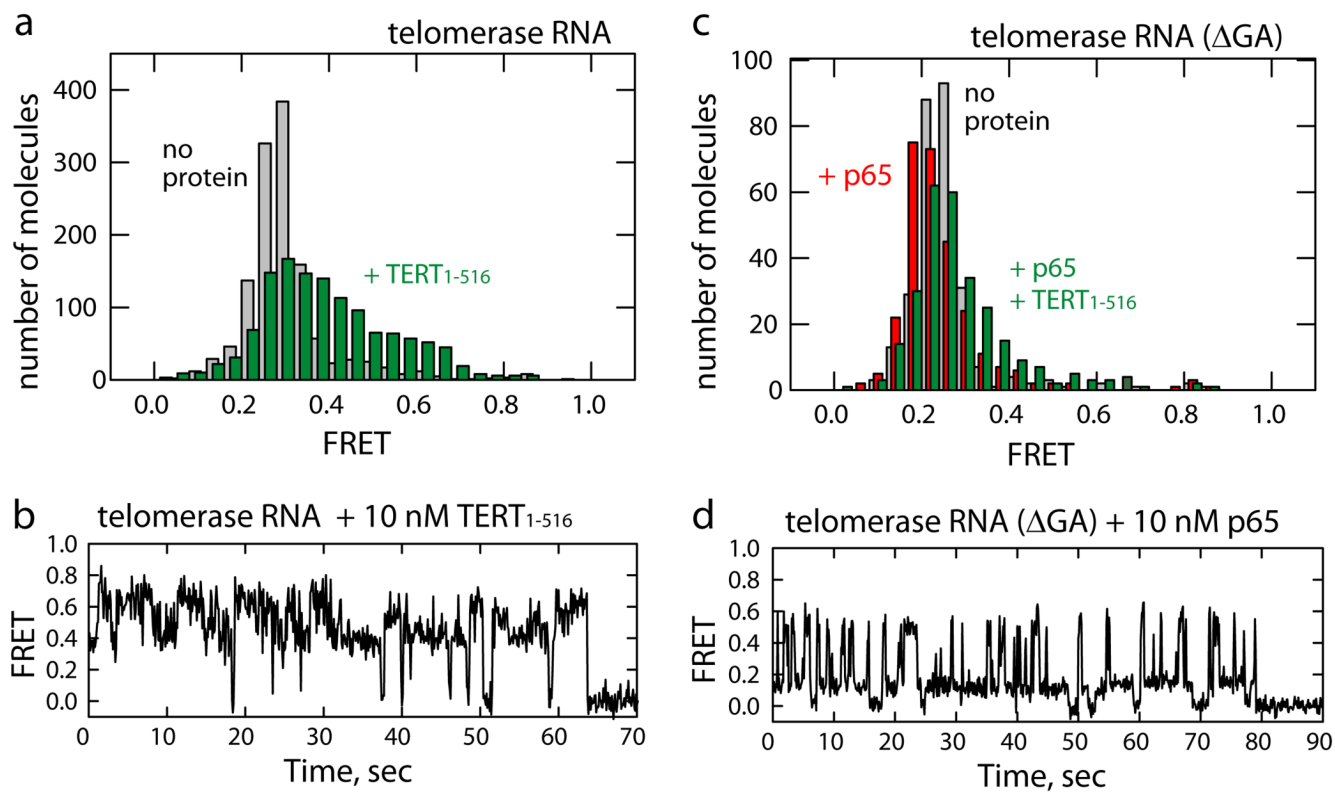 a
telomerase RNA
number of molecules
400
300
200
100
0
no
protein
+ TERT1-516
0.0 0.2 0.4 0.6 0.8 1.0
FRET
b
telomerase RNA + 10 nM TERT1-516
FRET
1.0
0.8
0.6
0.4
0.2
0.0
0 10 20 30 40 50 60 70
Time, sec
c
telomerase RNA (ΔGA)
number of molecules
100
80
60
40
20
0
no
protein
+ p65
+ p65
+ TERT1-516
0.0 0.2 0.4 0.6 0.8 1.0
FRET
d
telomerase RNA (ΔGA) + 10 nM p65
FRET
1.0
0.8
0.6
0.4
0.2
0.0
0 10 20 30 40 50 60 70 80 90
Time, sec